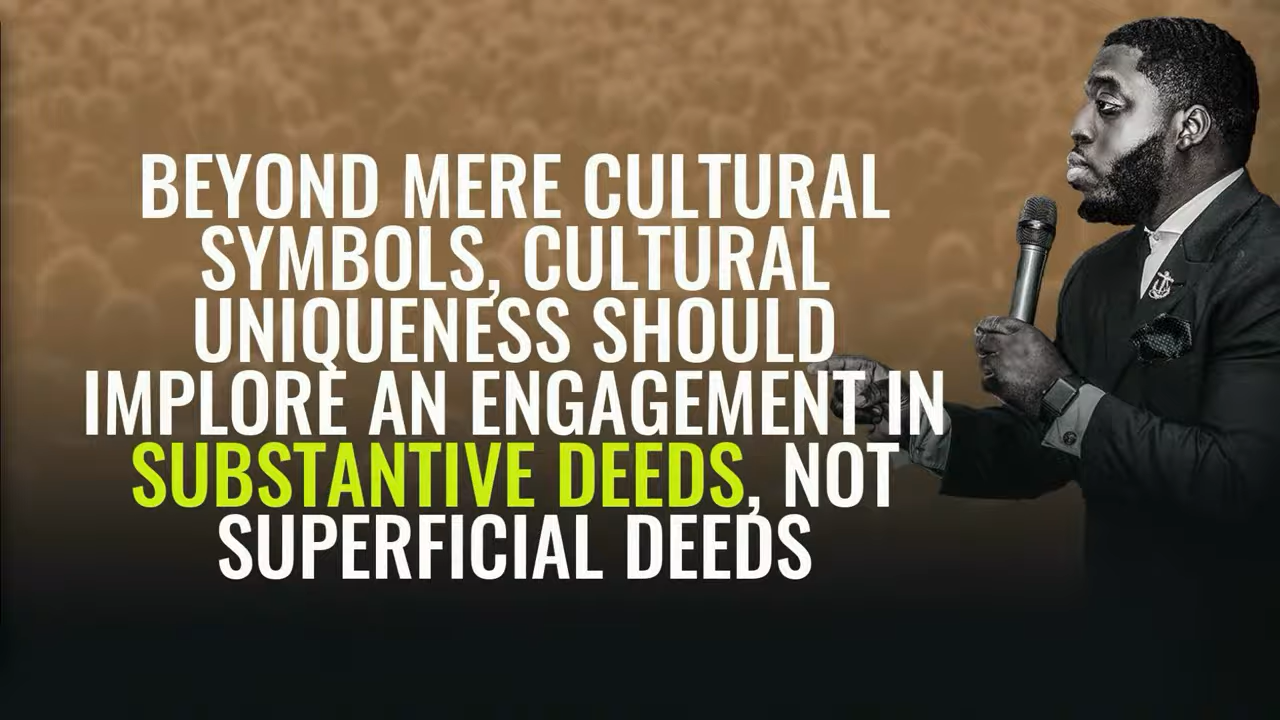 BEYOND MERE CULTURAL
SYMBOLS, CULTURAL
UNIQUENESS SHOULD
IMPLORE AN ENGAGEMENT IN
SUBSTANTIVE DEEDS, NOT
SUPERFICIAL DEEDS